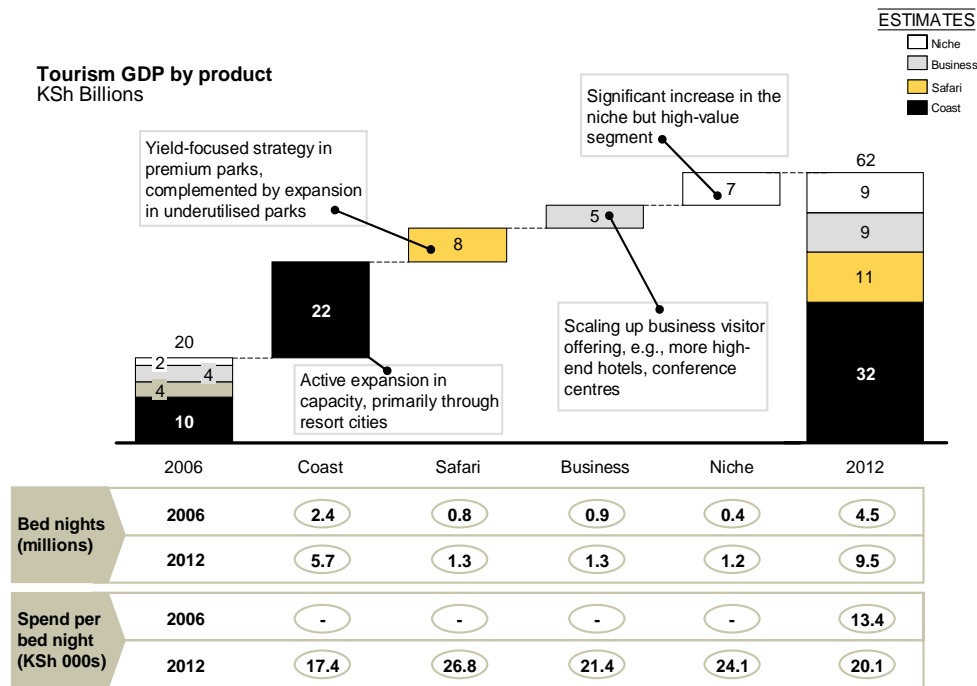 ESTIMATES
Niche
Business
Safari
Coast
Tourism GDP by product
KSh Billions
Significant increase in the
niche but high-value
segment
Yield-focused strategy in
premium parks,
complemented by expansion
in underutilised parks
62
7
9
5
8
9
11
22
Scaling up business visitor
offering, e.g., more high-
end hotels, conference
centres
20
2
4
4
10
Active expansion in
capacity, primarily through
resort cities
32
2006 Coast Safari Business Niche 2012
Bed nights
(millions)
2006 2.4 0.8 0.9 0.4 4.5
2012 5.7 1.3 1.3 1.2 9.5
Spend per
bed night
(KSh 000s)
2006 - - - - 13.4
2012 17.4 26.8 21.4 24.1 20.1